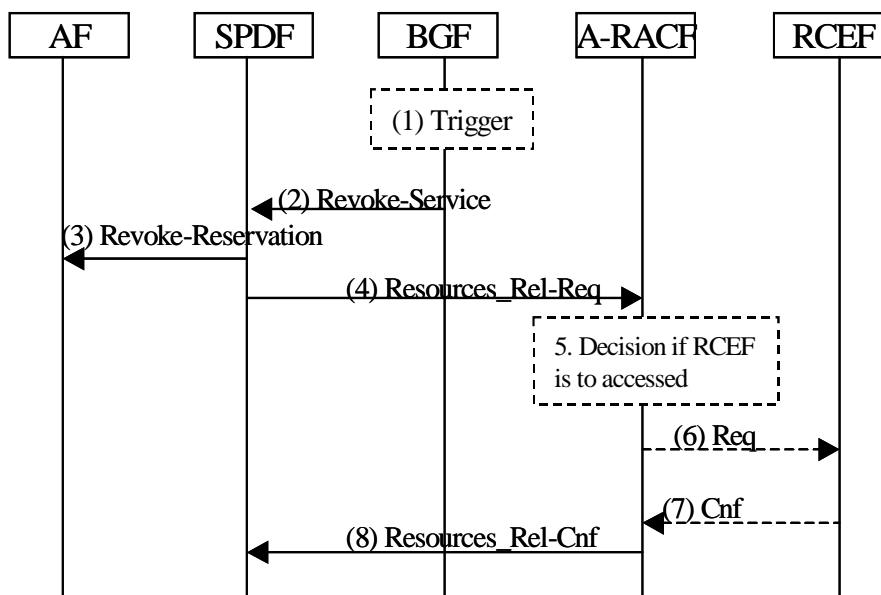 AF
SPDF
BGF
A-RACF
RCEF
(1) Trigger
(2) Revoke-Service
(3) Revoke-Reservation
(4) Resources_Rel-Req
5. Decision if RCEF
is to accessed
(6) Req
(7) Cnf
(8) Resources_Rel-Cnf